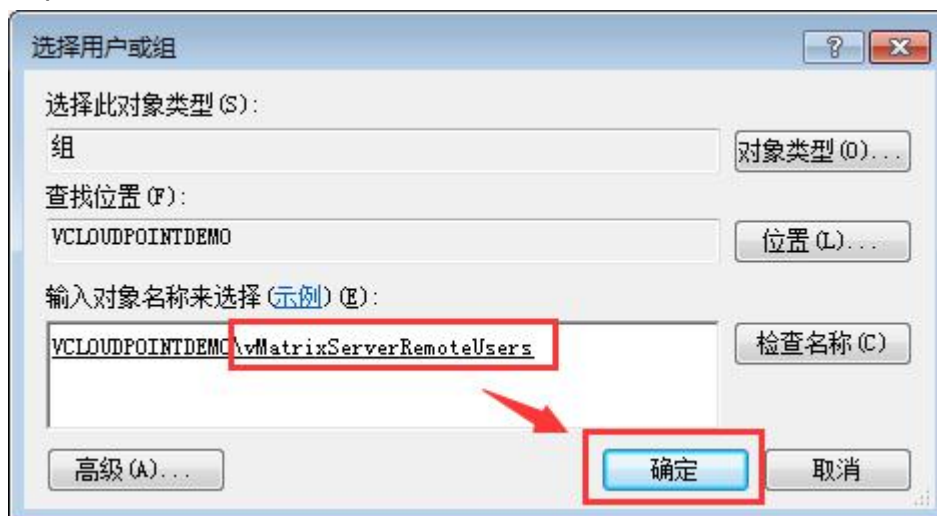 选择用户或组
选择此对象类型(S):
组
对象类型(O)...
查找位置(F):
VCLOUDPOINTDEMO
位置(L)...
输入对象名称来选择(示例)(E):
VCLOUDPOINTDEMO\vMatrixServerRemoteUsers
检查名称(C)
高级(A)...
确定
取消